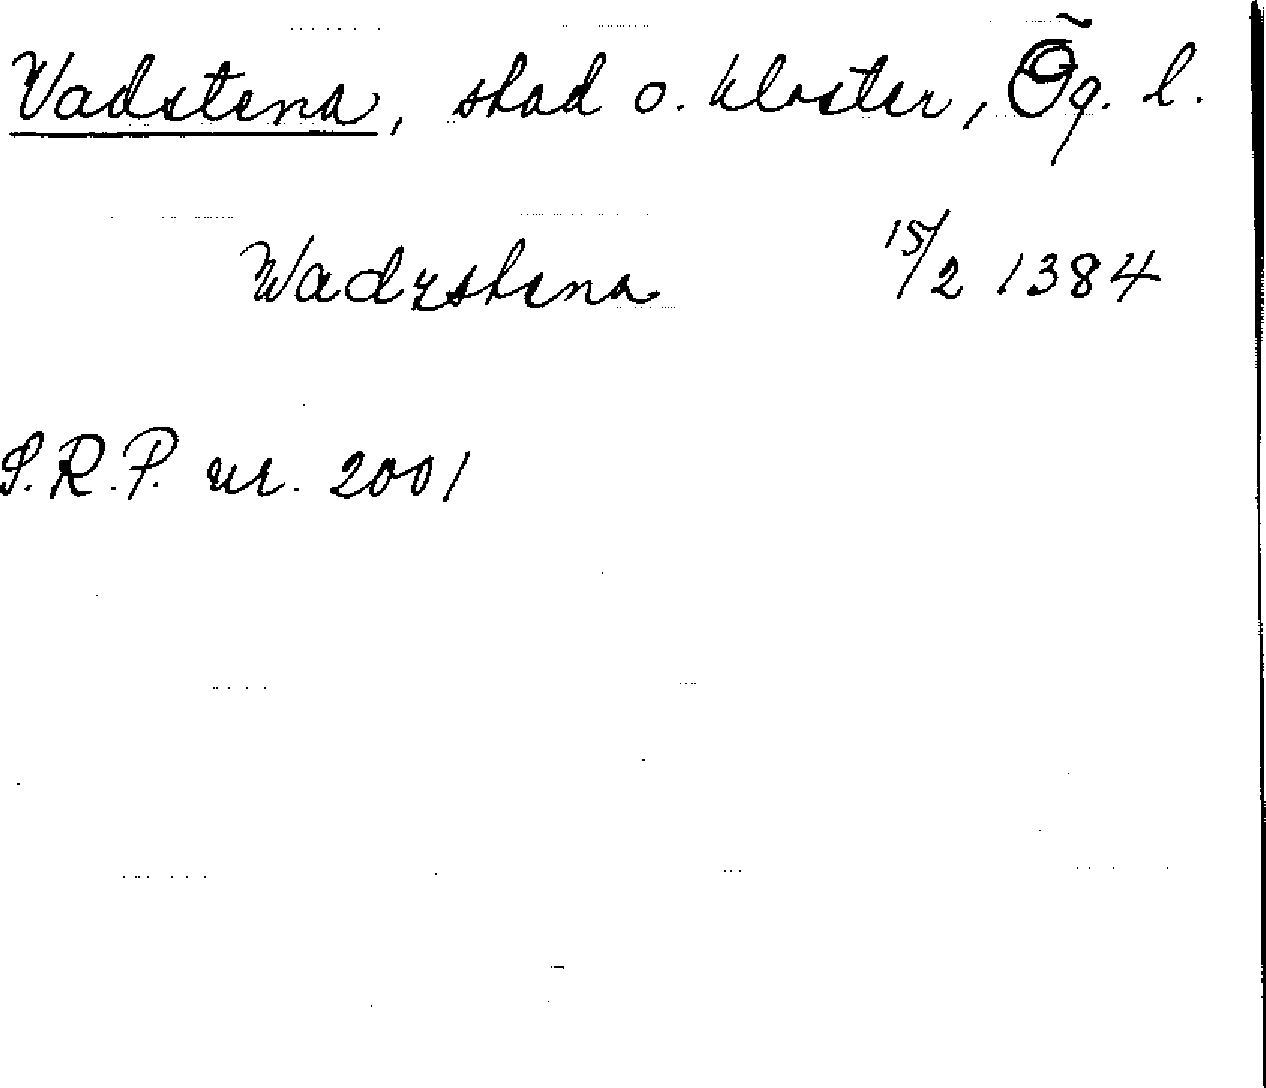 Vadstena, stad o. kloster, Ög. l.
Wadzstena 15/2 1384
S.R.P. nr. 2001